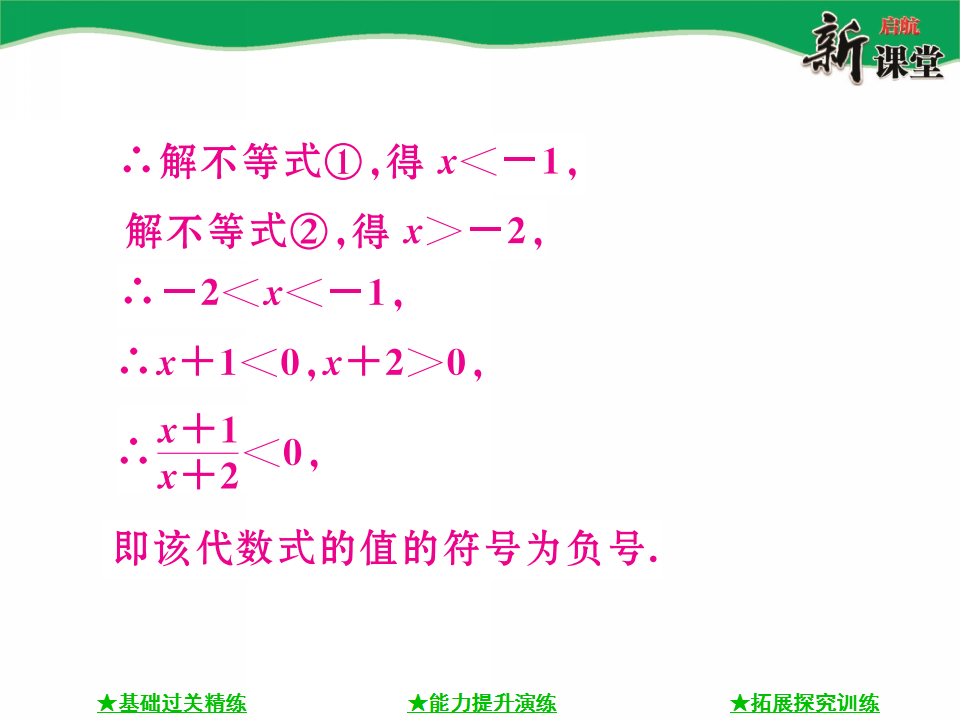 启航
新课堂
∴解不等式①,得 x<-1,
解不等式②,得 x>-2,
∴-2<x<-1,
∴x+1<0,x+2>0,
∴\frac{x+1}{x+2}<0,
即该代数式的值的符号为负号.
★基础过关精练 ★能力提升演练 ★拓展探究训练